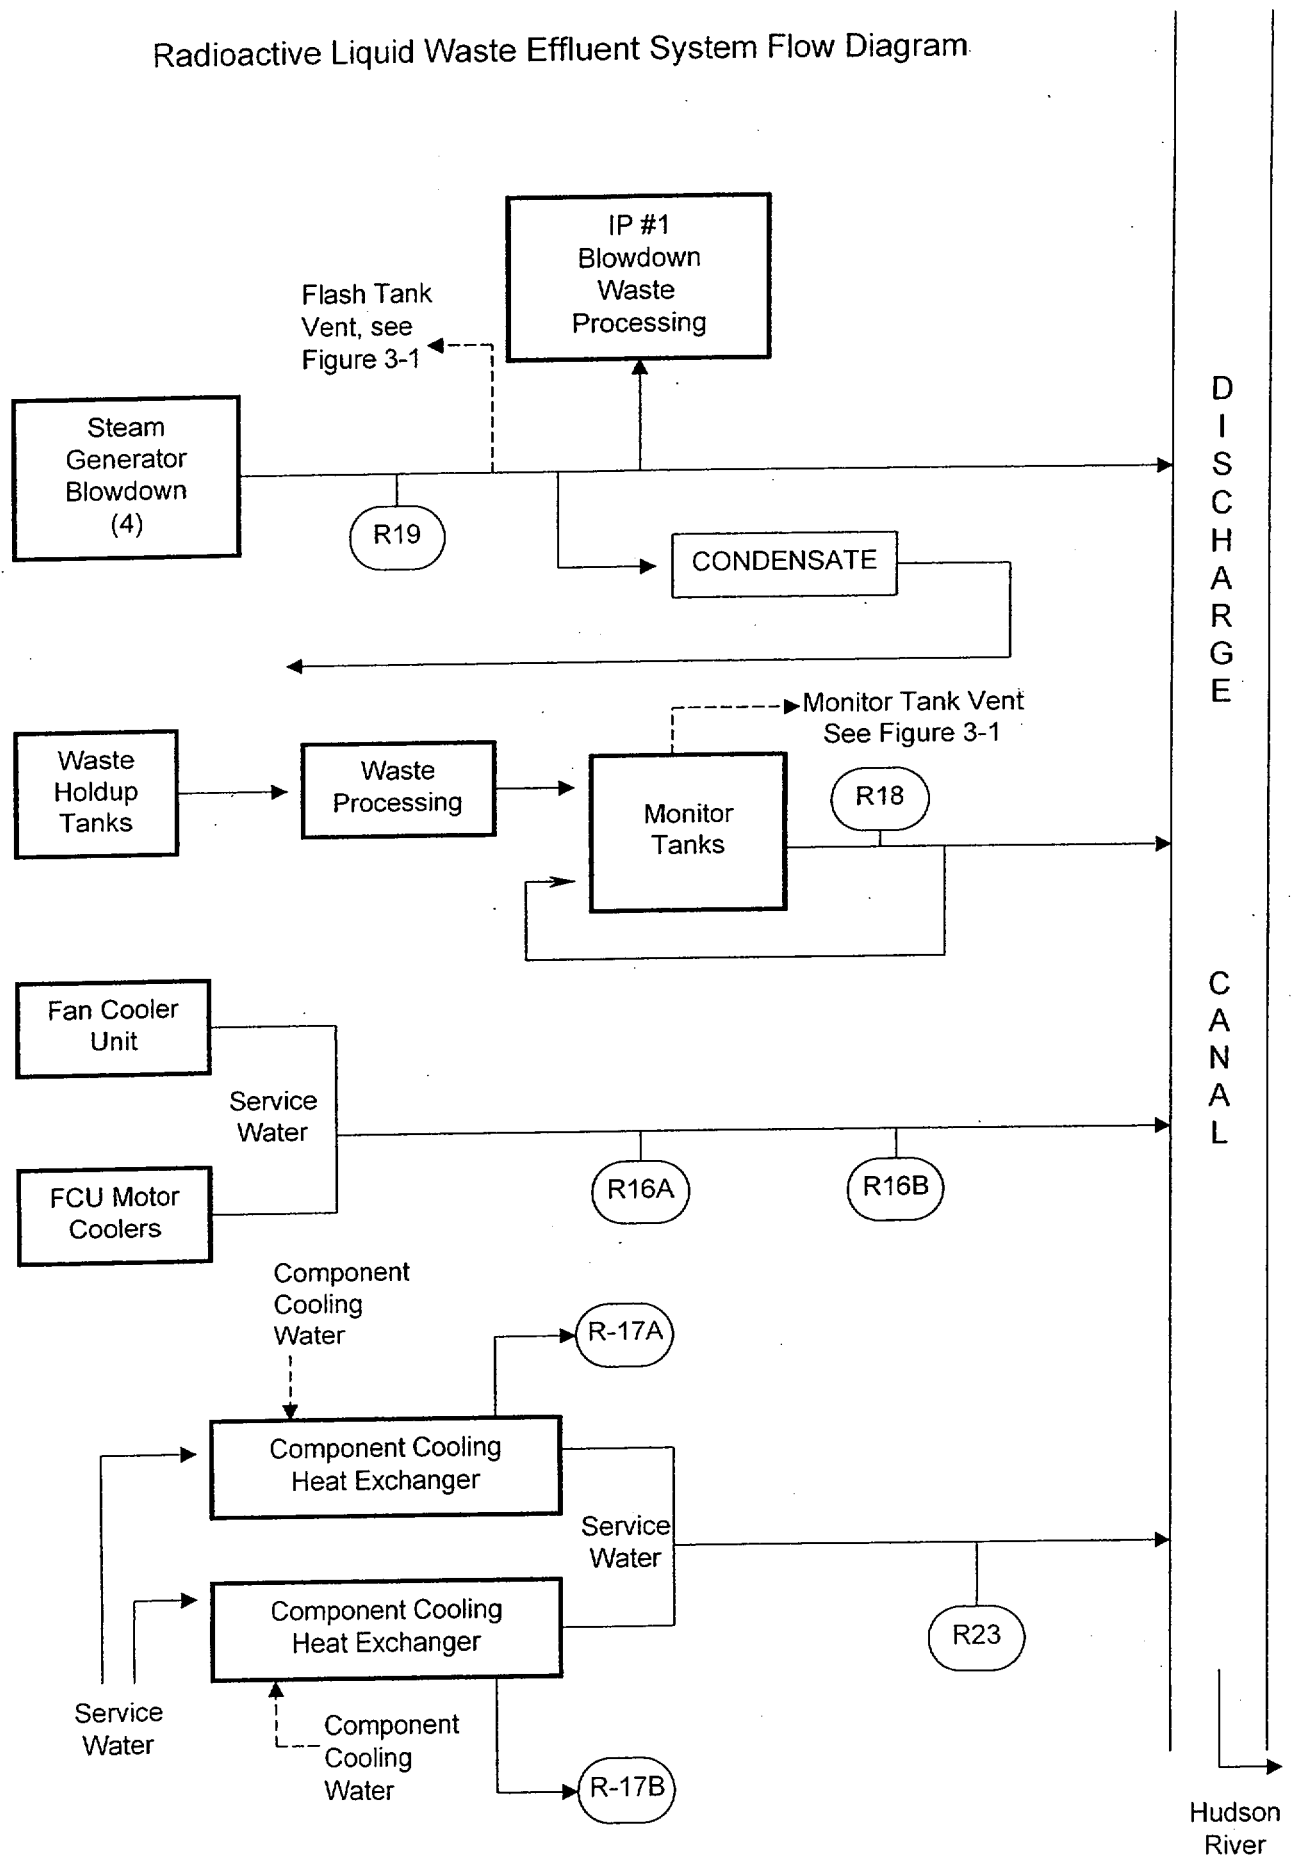 Radioactive Liquid Waste Effluent System Flow Diagram
IP #1
Blowdown
Waste
Processing
Flash Tank
Vent, see
Figure 3-1
Steam
Generator
Blowdown
(4)
R19
CONDENSATE
DISCHARGE
Monitor Tank Vent
See Figure 3-1
Waste
Holdup
Tanks
Waste
Processing
Monitor
Tanks
R18
CANAL
Fan Cooler
Unit
Service
Water
FCU Motor
Coolers
R16A
R16B
Component
Cooling
Water
R-17A
Component Cooling
Heat Exchanger
Service
Water
Component Cooling
Heat Exchanger
R23
Service
Water
Component
Cooling
Water
R-17B
Hudson
River